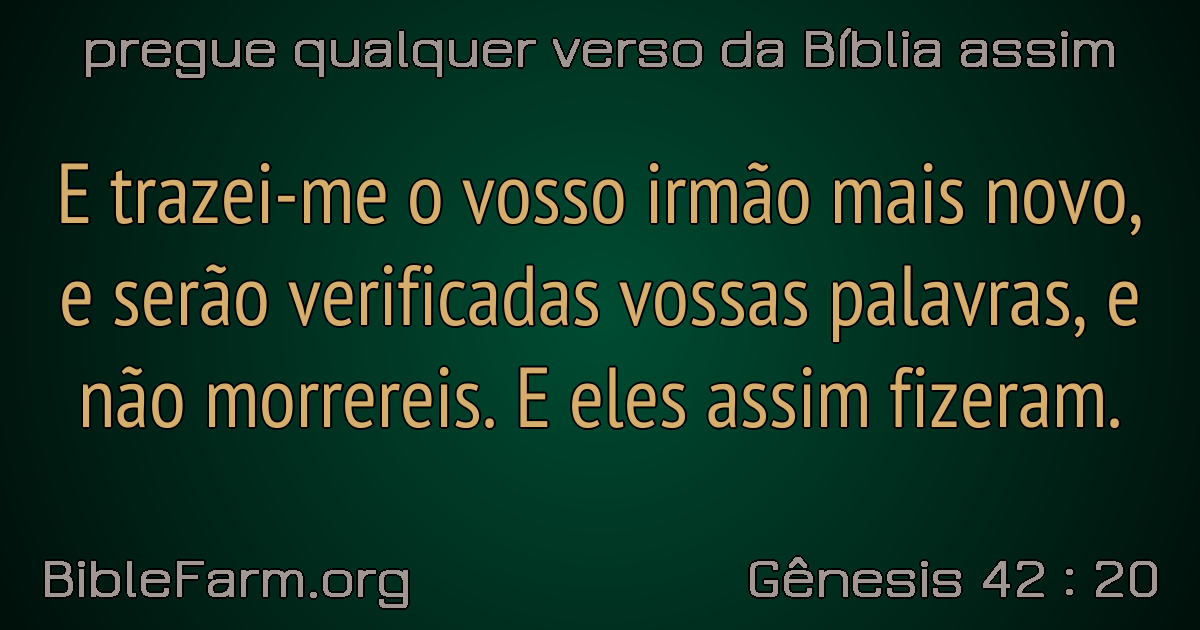 pregue qualquer verso da Bíblia assim
E trazei-me o vosso irmão mais novo,
e serão verificadas vossas palavras, e
não morrereis. E eles assim fizeram.
BibleFarm.org
Gênesis 42 : 20